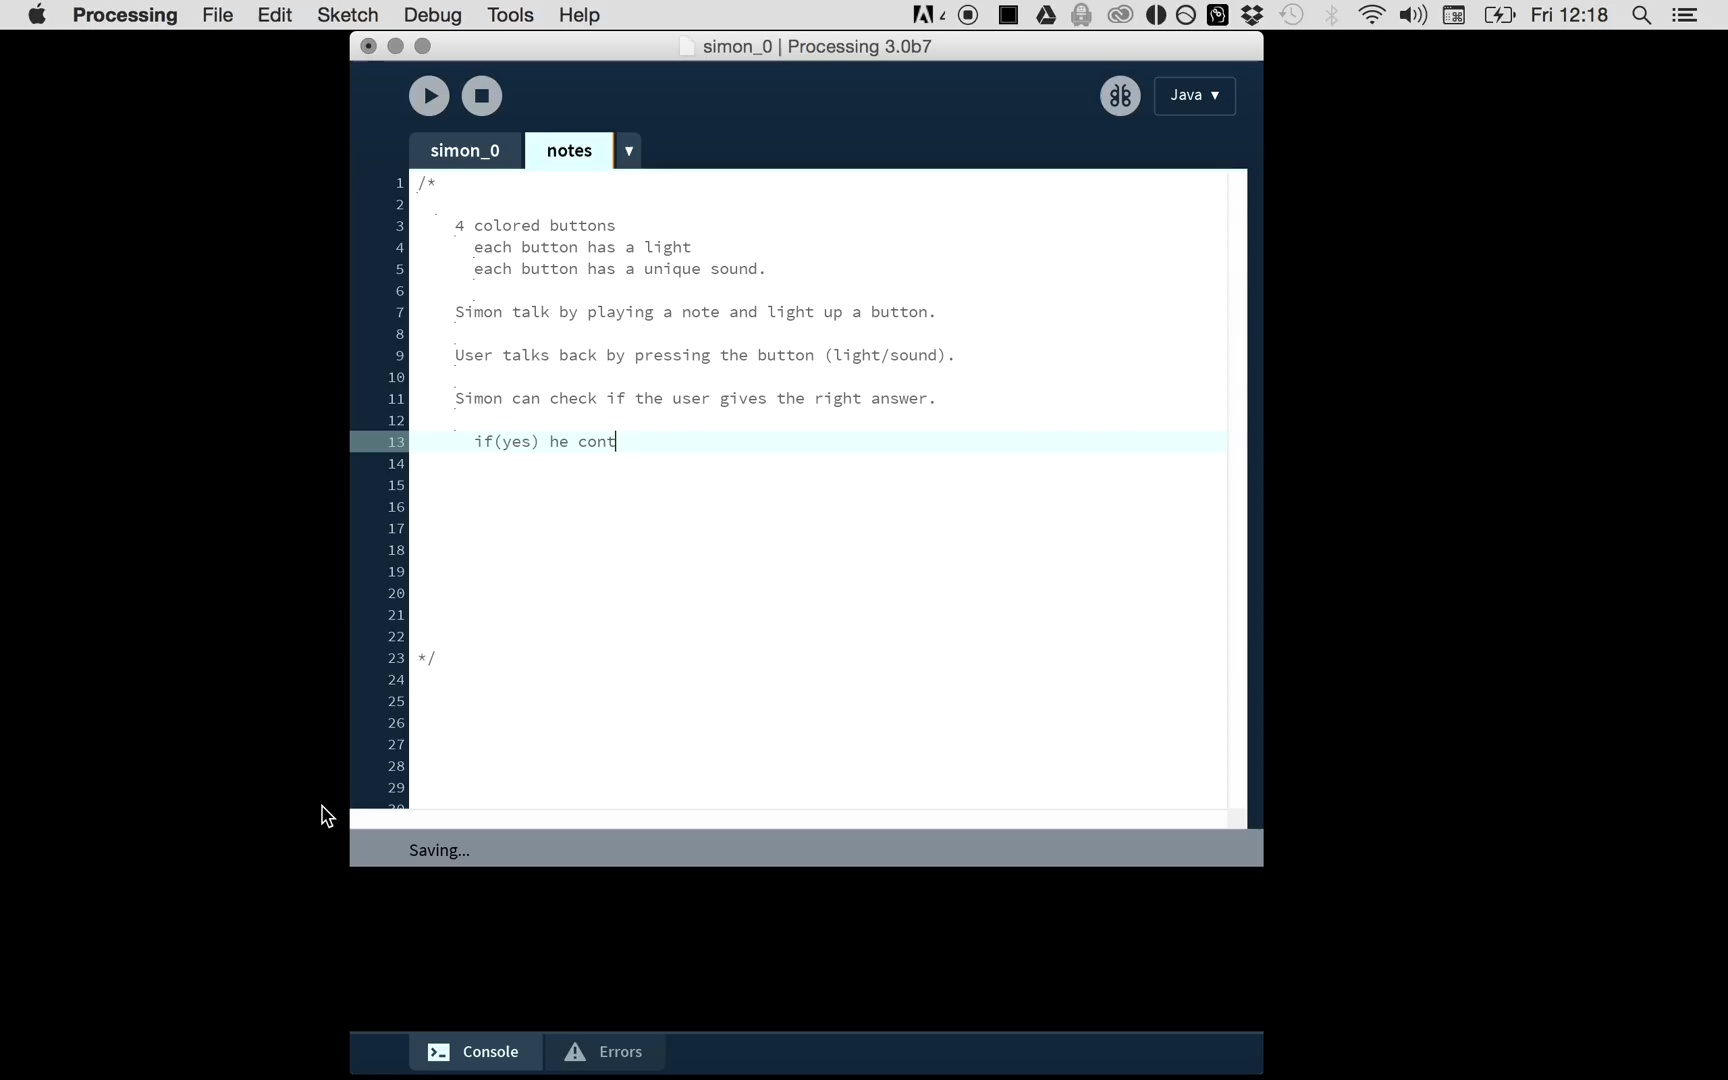 Processing File Edit Sketch Debug Tools Help 4 Fri 12:18
simon_0 | Processing 3.0b7
Java ▼
simon_0 notes ▼
1 /*
2
3 4 colored buttons
4 each button has a light
5 each button has a unique sound.
6
7 Simon talk by playing a note and light up a button.
8
9 User talks back by pressing the button (light/sound).
10
11 Simon can check if the user gives the right answer.
12
13 if(yes) he cont
14
15
16
17
18
19
20
21
22
23 */
24
25
26
27
28
29
30
Saving...
Console Errors